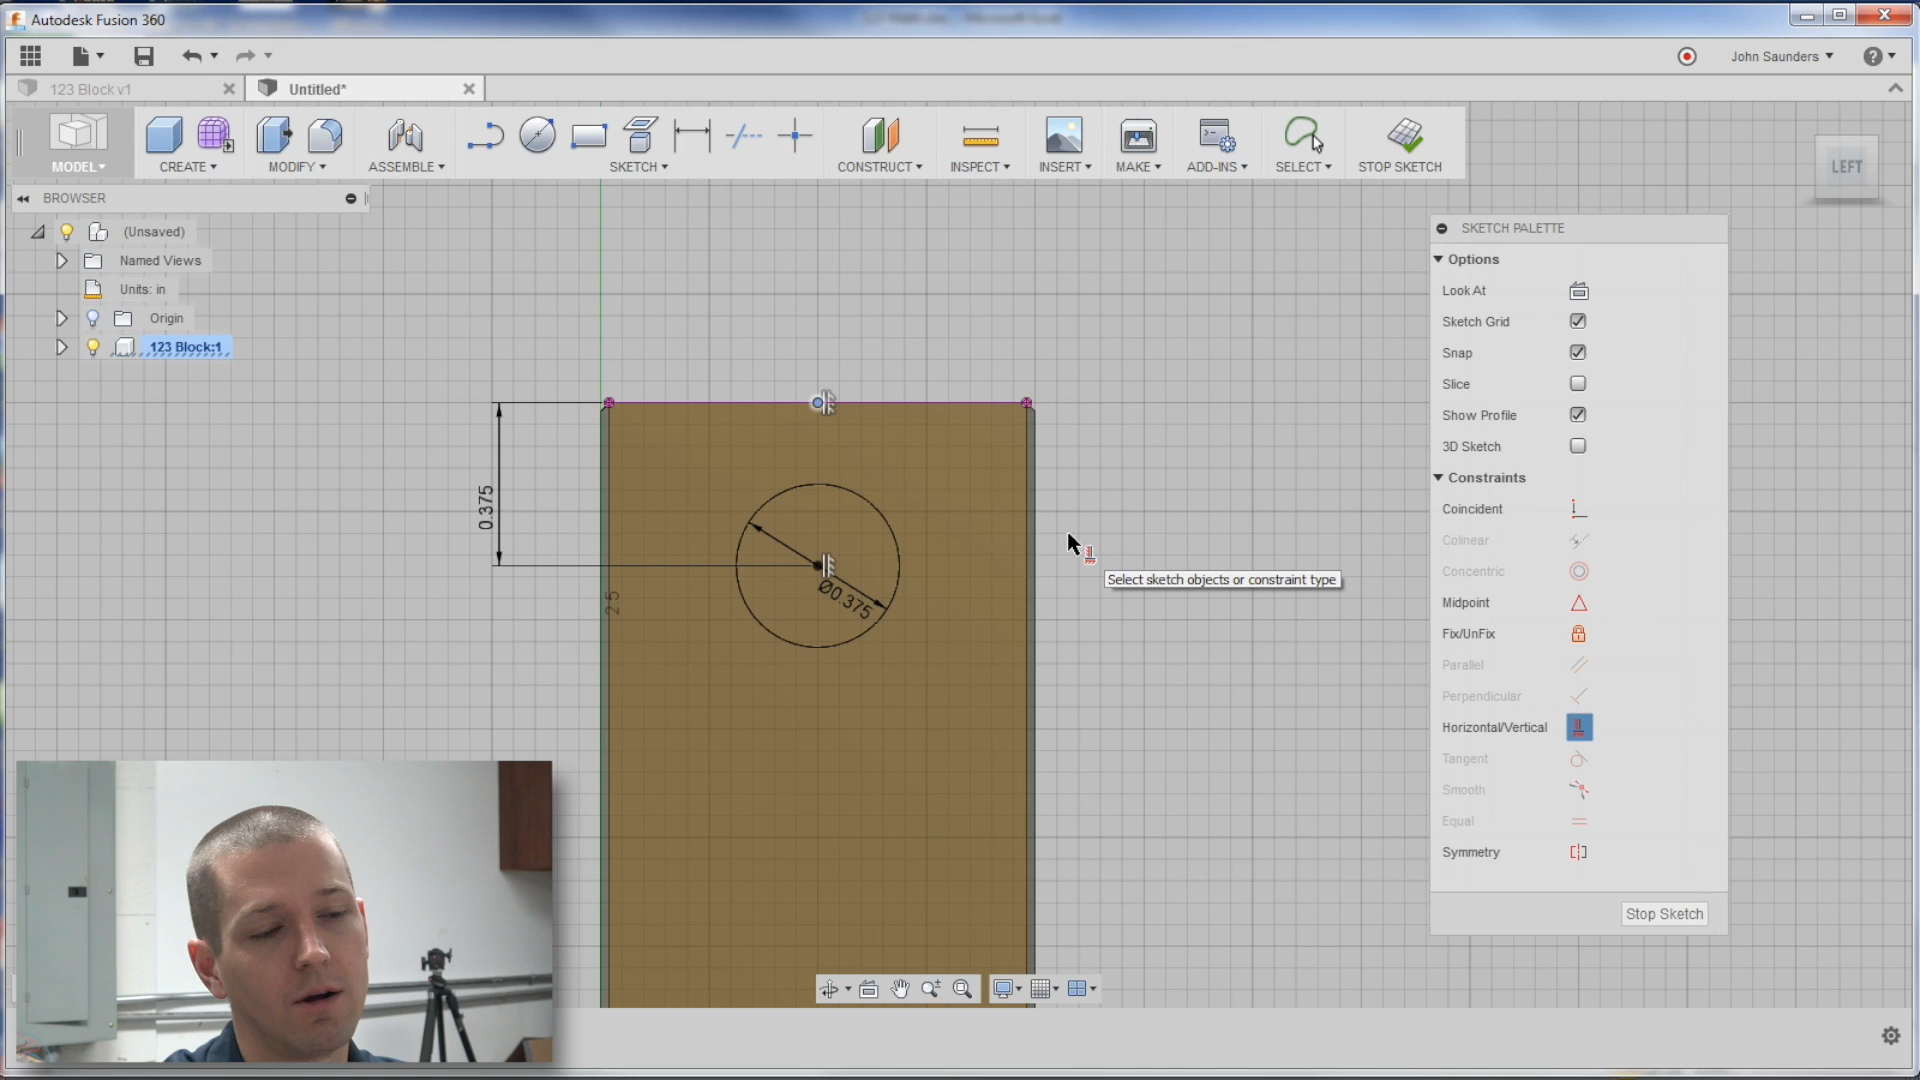 Autodesk Fusion 360
John Saunders
123 Block v1
Untitled*
MODEL
CREATE
MODIFY
ASSEMBLE
SKETCH
CONSTRUCT
INSPECT
INSERT
MAKE
ADD-INS
SELECT
STOP SKETCH
LEFT
BROWSER
(Unsaved)
Named Views
Units: in
Origin
123 Block:1
SKETCH PALETTE
Options
Look At
Sketch Grid
Snap
Slice
Show Profile
3D Sketch
Constraints
Coincident
Colinear
Concentric
Midpoint
Fix/UnFix
Parallel
Perpendicular
Horizontal/Vertical
Tangent
Smooth
Equal
Symmetry
Stop Sketch
0.375
Ø0.375
2.5
Select sketch objects or constraint type